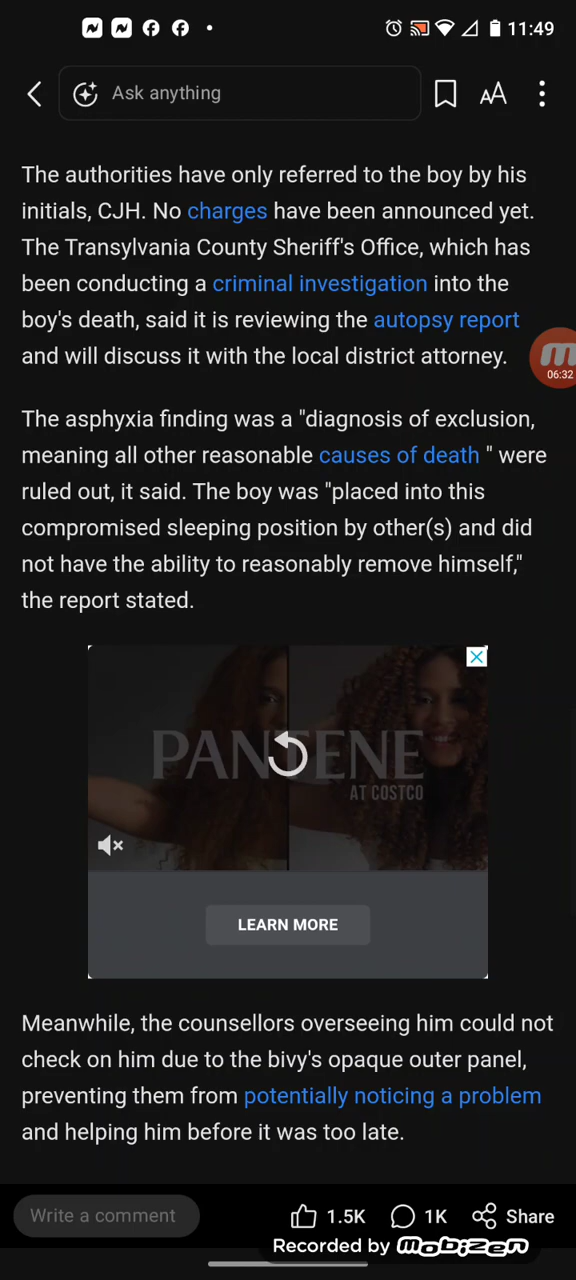 11:49
Ask anything
AA
The authorities have only referred to the boy by his
initials, CJH. No charges have been announced yet.
The Transylvania County Sheriff's Office, which has
been conducting a criminal investigation into the
boy's death, said it is reviewing the autopsy report
and will discuss it with the local district attorney.
06:32
The asphyxia finding was a "diagnosis of exclusion,
meaning all other reasonable causes of death " were
ruled out, it said. The boy was "placed into this
compromised sleeping position by other(s) and did
not have the ability to reasonably remove himself,"
the report stated.
PANTENE
AT COSTCO
LEARN MORE
Meanwhile, the counsellors overseeing him could not
check on him due to the bivy's opaque outer panel,
preventing them from potentially noticing a problem
and helping him before it was too late.
Write a comment
1.5K
1K
Share
Recorded by mobizen